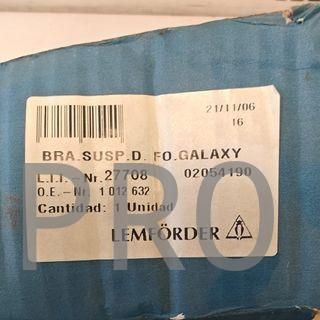 21/11/06
16
BRA.SUSP.D. FO.GALAXY
L.I.I.-Nr.27708 02054190
O.E.-Nr. 1 012 632
Cantidad: 1 Unidad
LEMFÖRDER
PRO